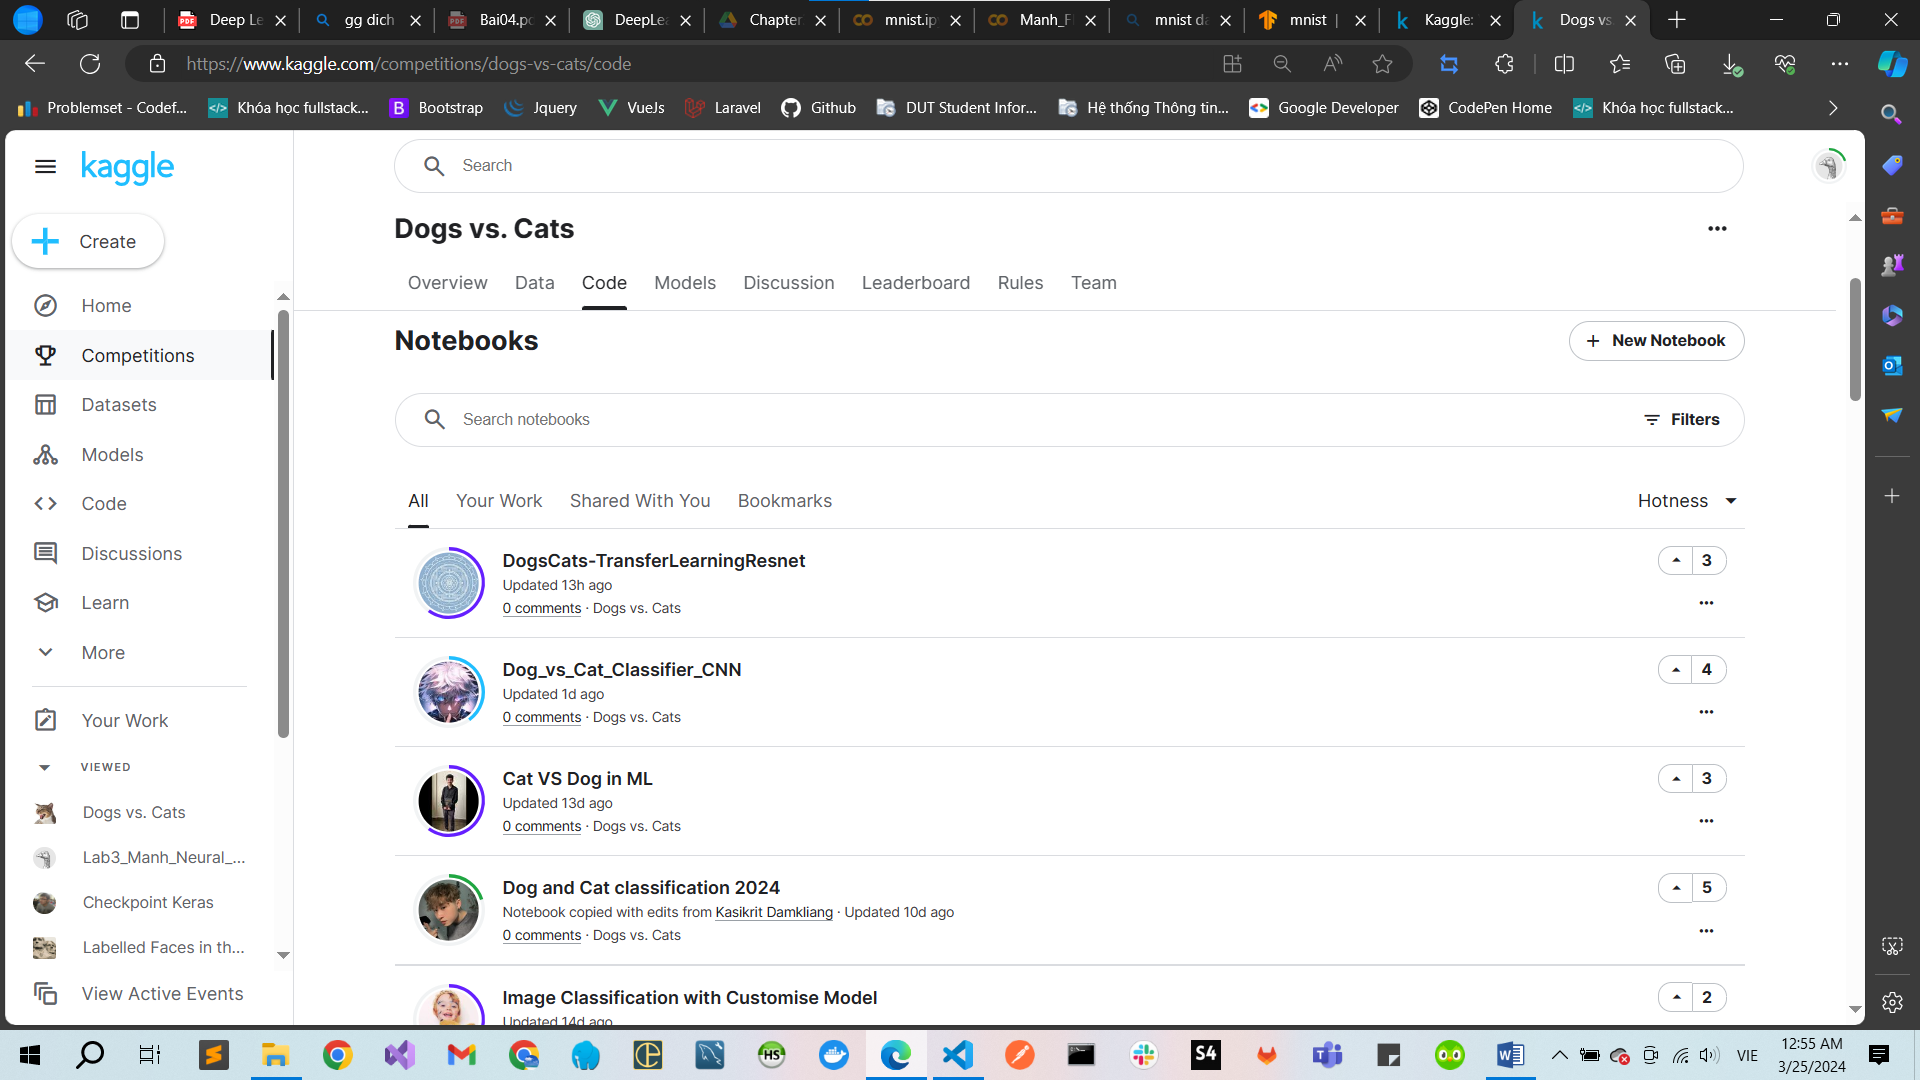 Deep Le
gg dich
Bai04.pd
DeepLea
Chapter
mnist.ip
Manh_F
mnist da
mnist |
Kaggle:
Dogs vs.
https://www.kaggle.com/competitions/dogs-vs-cats/code
Problemset - Codef...
Khóa học fullstack...
Bootstrap
Jquery
VueJs
Laravel
Github
DUT Student Infor...
Hệ thống Thông tin...
Google Developer
CodePen Home
Khóa học fullstack...
kaggle
Search
Create
Home
Competitions
Datasets
Models
Code
Discussions
Learn
More
Your Work
VIEWED
Dogs vs. Cats
Lab3_Manh_Neural_...
Checkpoint Keras
Labelled Faces in th...
View Active Events
Dogs vs. Cats
Overview
Data
Code
Models
Discussion
Leaderboard
Rules
Team
Notebooks
New Notebook
Search notebooks
Filters
All
Your Work
Shared With You
Bookmarks
Hotness
DogsCats-TransferLearningResnet
Updated 13h ago
0 comments · Dogs vs. Cats
3
Dog_vs_Cat_Classifier_CNN
Updated 1d ago
0 comments · Dogs vs. Cats
4
Cat VS Dog in ML
Updated 13d ago
0 comments · Dogs vs. Cats
3
Dog and Cat classification 2024
Notebook copied with edits from Kasikrit Damkliang · Updated 10d ago
0 comments · Dogs vs. Cats
5
Image Classification with Customise Model
Updated 14d ago
2
VIE
12:55 AM
3/25/2024